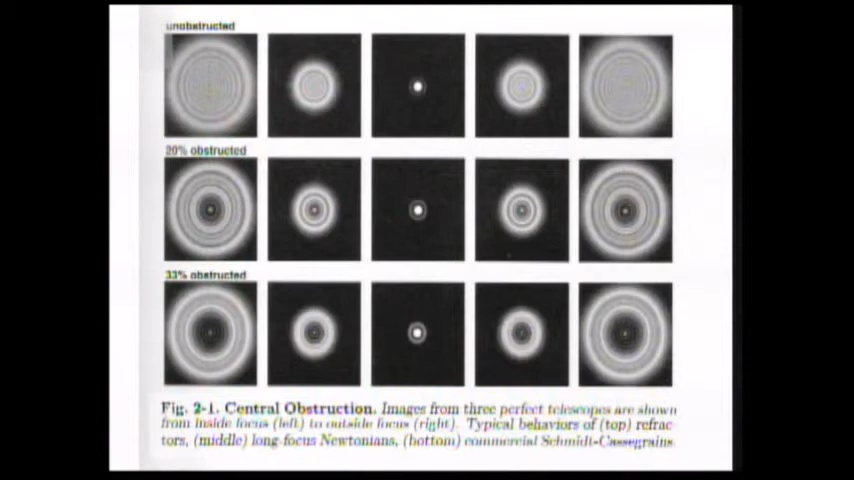 unobstructed
20% obstructed
33% obstructed
Fig. 2-1. Central Obstruction. Images from three perfect telescopes are shown
from inside focus (left) to outside focus (right). Typical behaviors of (top) refrac
tors, (middle) long-focus Newtonians, (bottom) commercial Schmidt-Cassegrains.